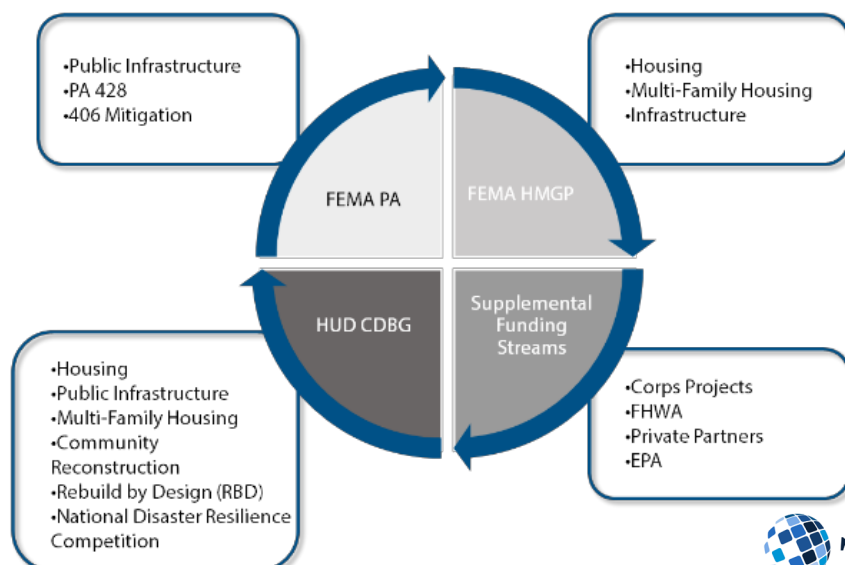 •Public Infrastructure
•PA 428
•406 Mitigation
•Housing
•Multi-Family Housing
•Infrastructure
FEMA PA
FEMA HMGP
HUD CDBG
Supplemental
Funding
Streams
•Housing
•Public Infrastructure
•Multi-Family Housing
•Community
Reconstruction
•Rebuild by Design (RBD)
•National Disaster Resilience
Competition
•Corps Projects
•FHWA
•Private Partners
•EPA